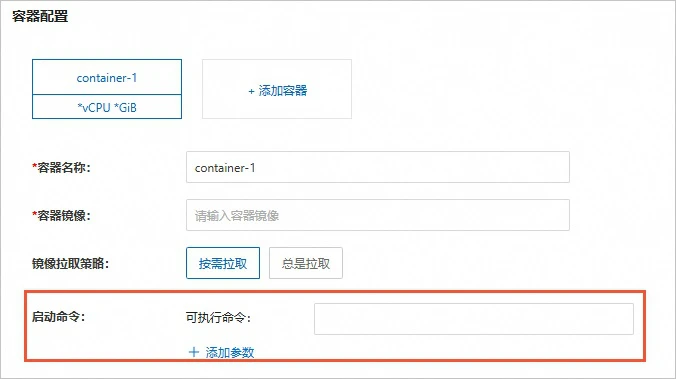 容器配置
container-1
*vCPU *GiB
+ 添加容器
*容器名称：
container-1
*容器镜像：
请输入容器镜像
镜像拉取策略：
按需拉取
总是拉取
启动命令：
可执行命令：
+ 添加参数